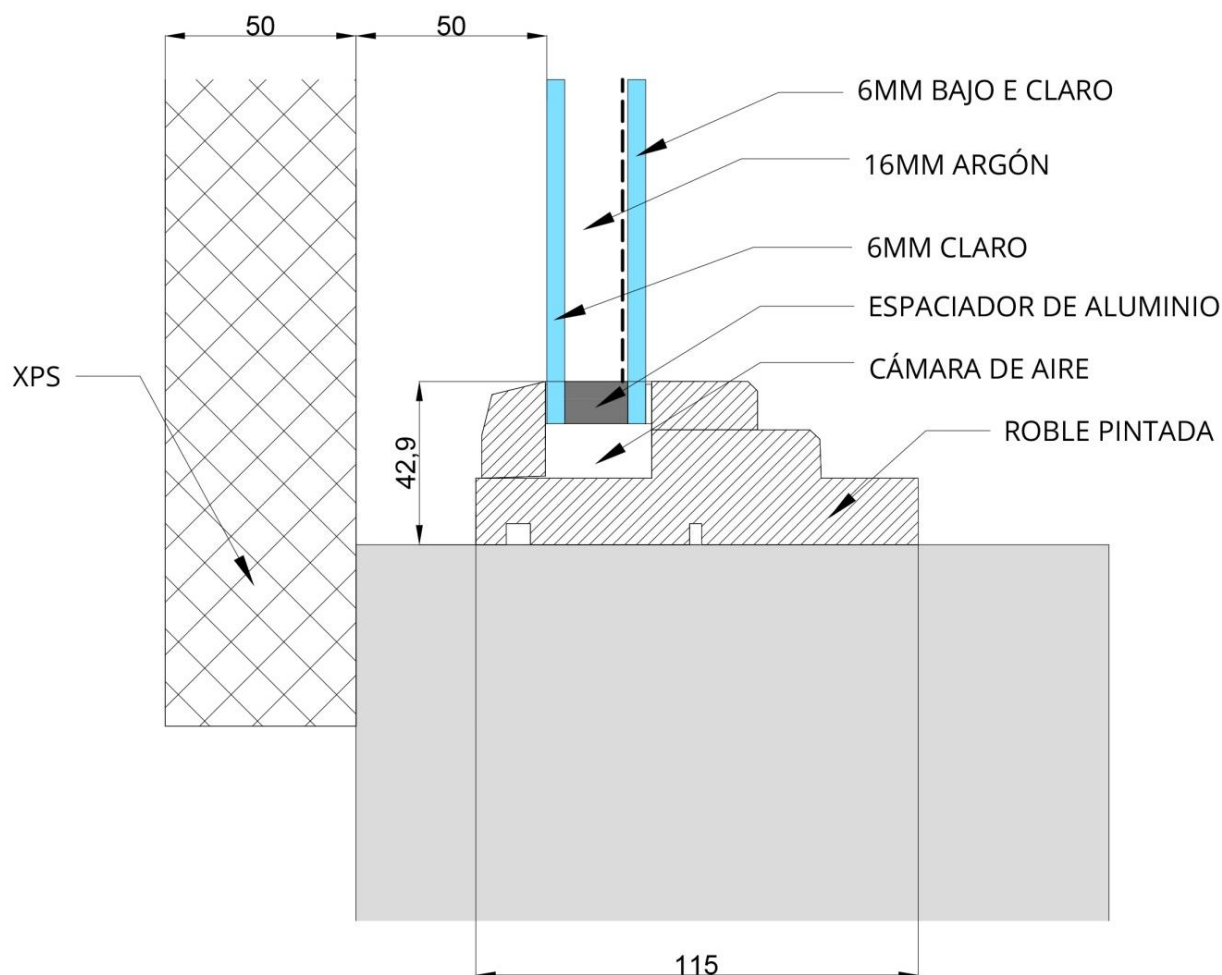 50
50
6MM BAJO E CLARO
16MM ARGÓN
6MM CLARO
ESPACIADOR DE ALUMINIO
XPS
CÁMARA DE AIRE
ROBLE PINTADA
42,9
115